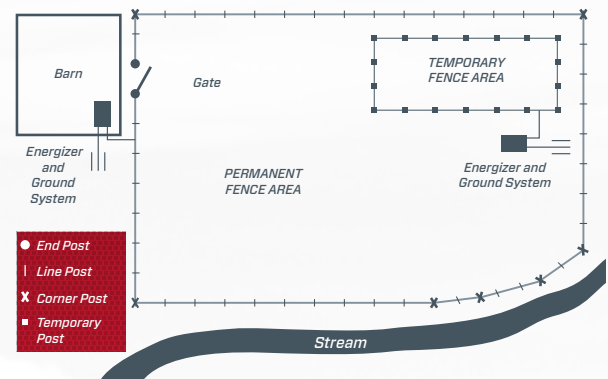 Barn
Gate
TEMPORARY
FENCE AREA
Energizer
and
Ground
System
PERMANENT
FENCE AREA
Energizer and
Ground System
End Post
Line Post
Corner Post
Temporary
Post
Stream